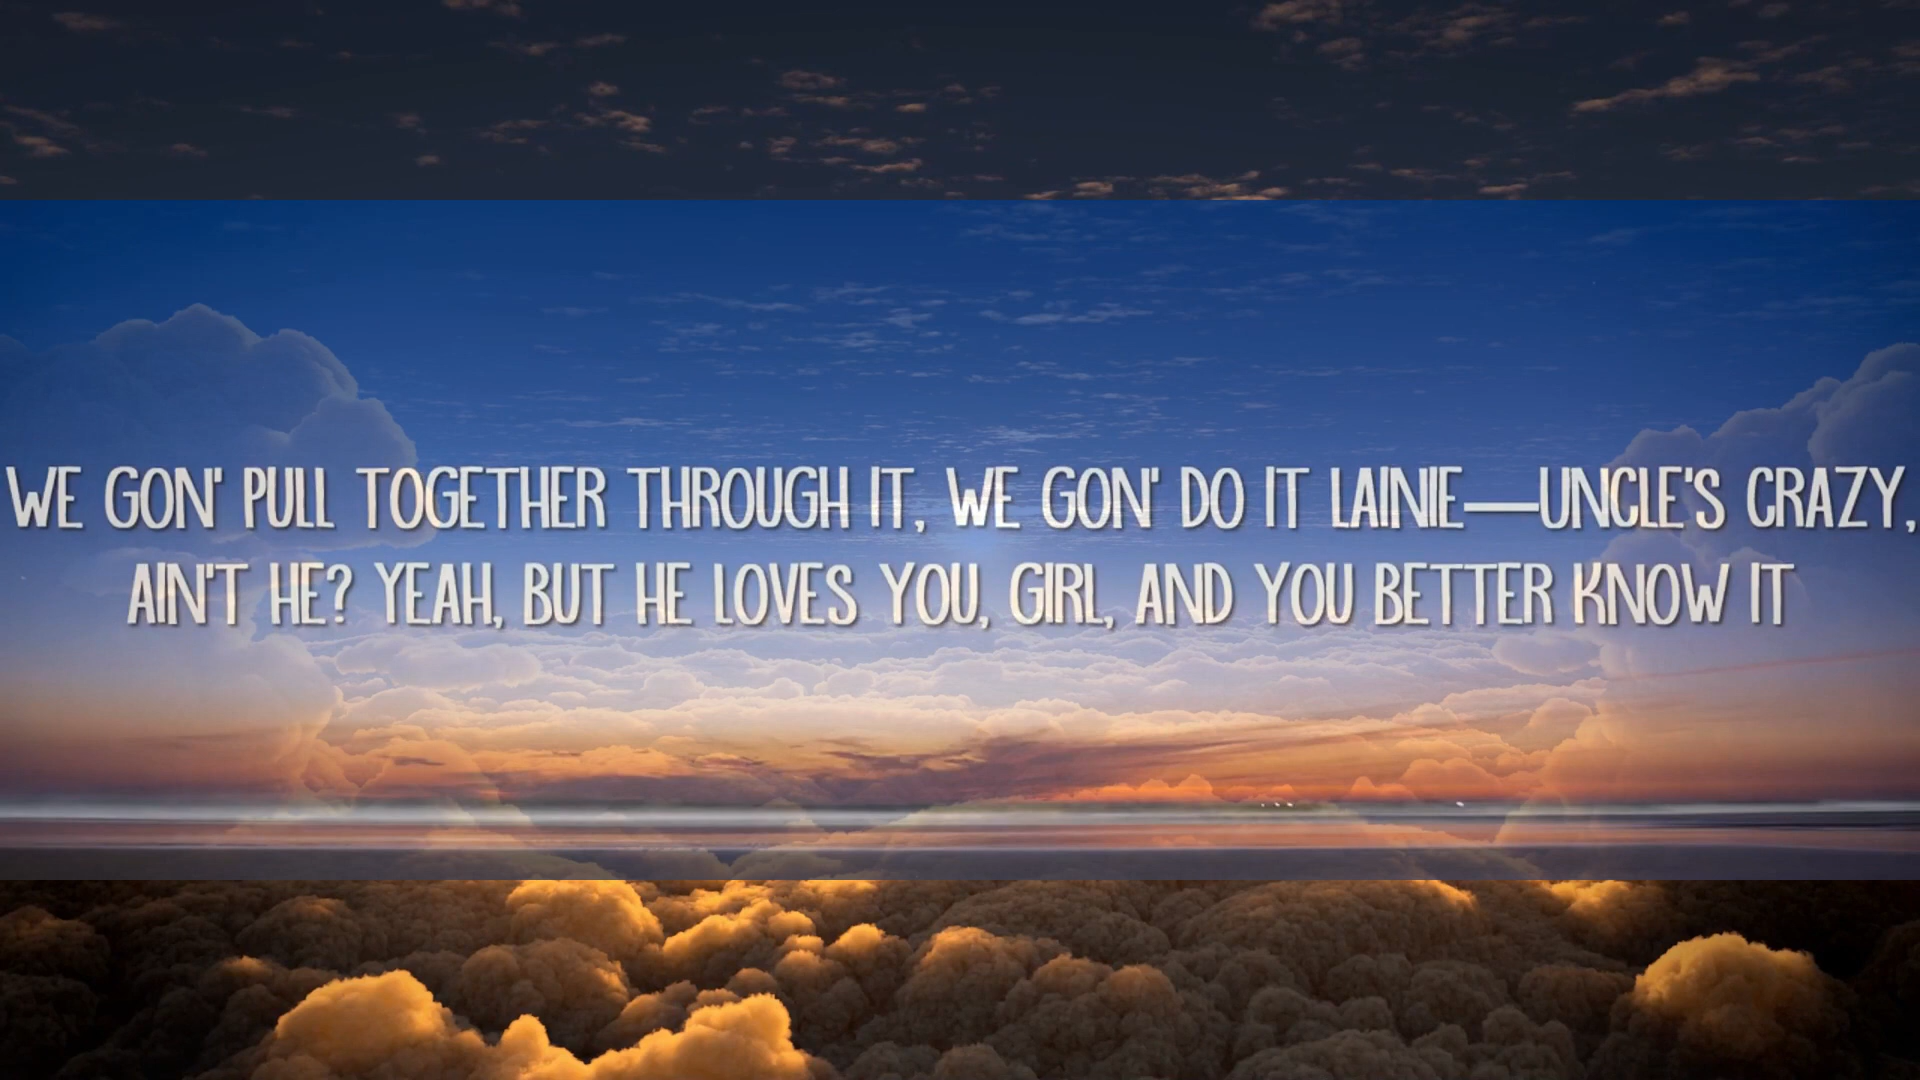 WE GON' PULL TOGETHER THROUGH IT, WE GON' DO IT LAINIE—UNCLE'S CRAZY,
AIN'T HE? YEAH, BUT HE LOVES YOU, GIRL, AND YOU BETTER KNOW IT